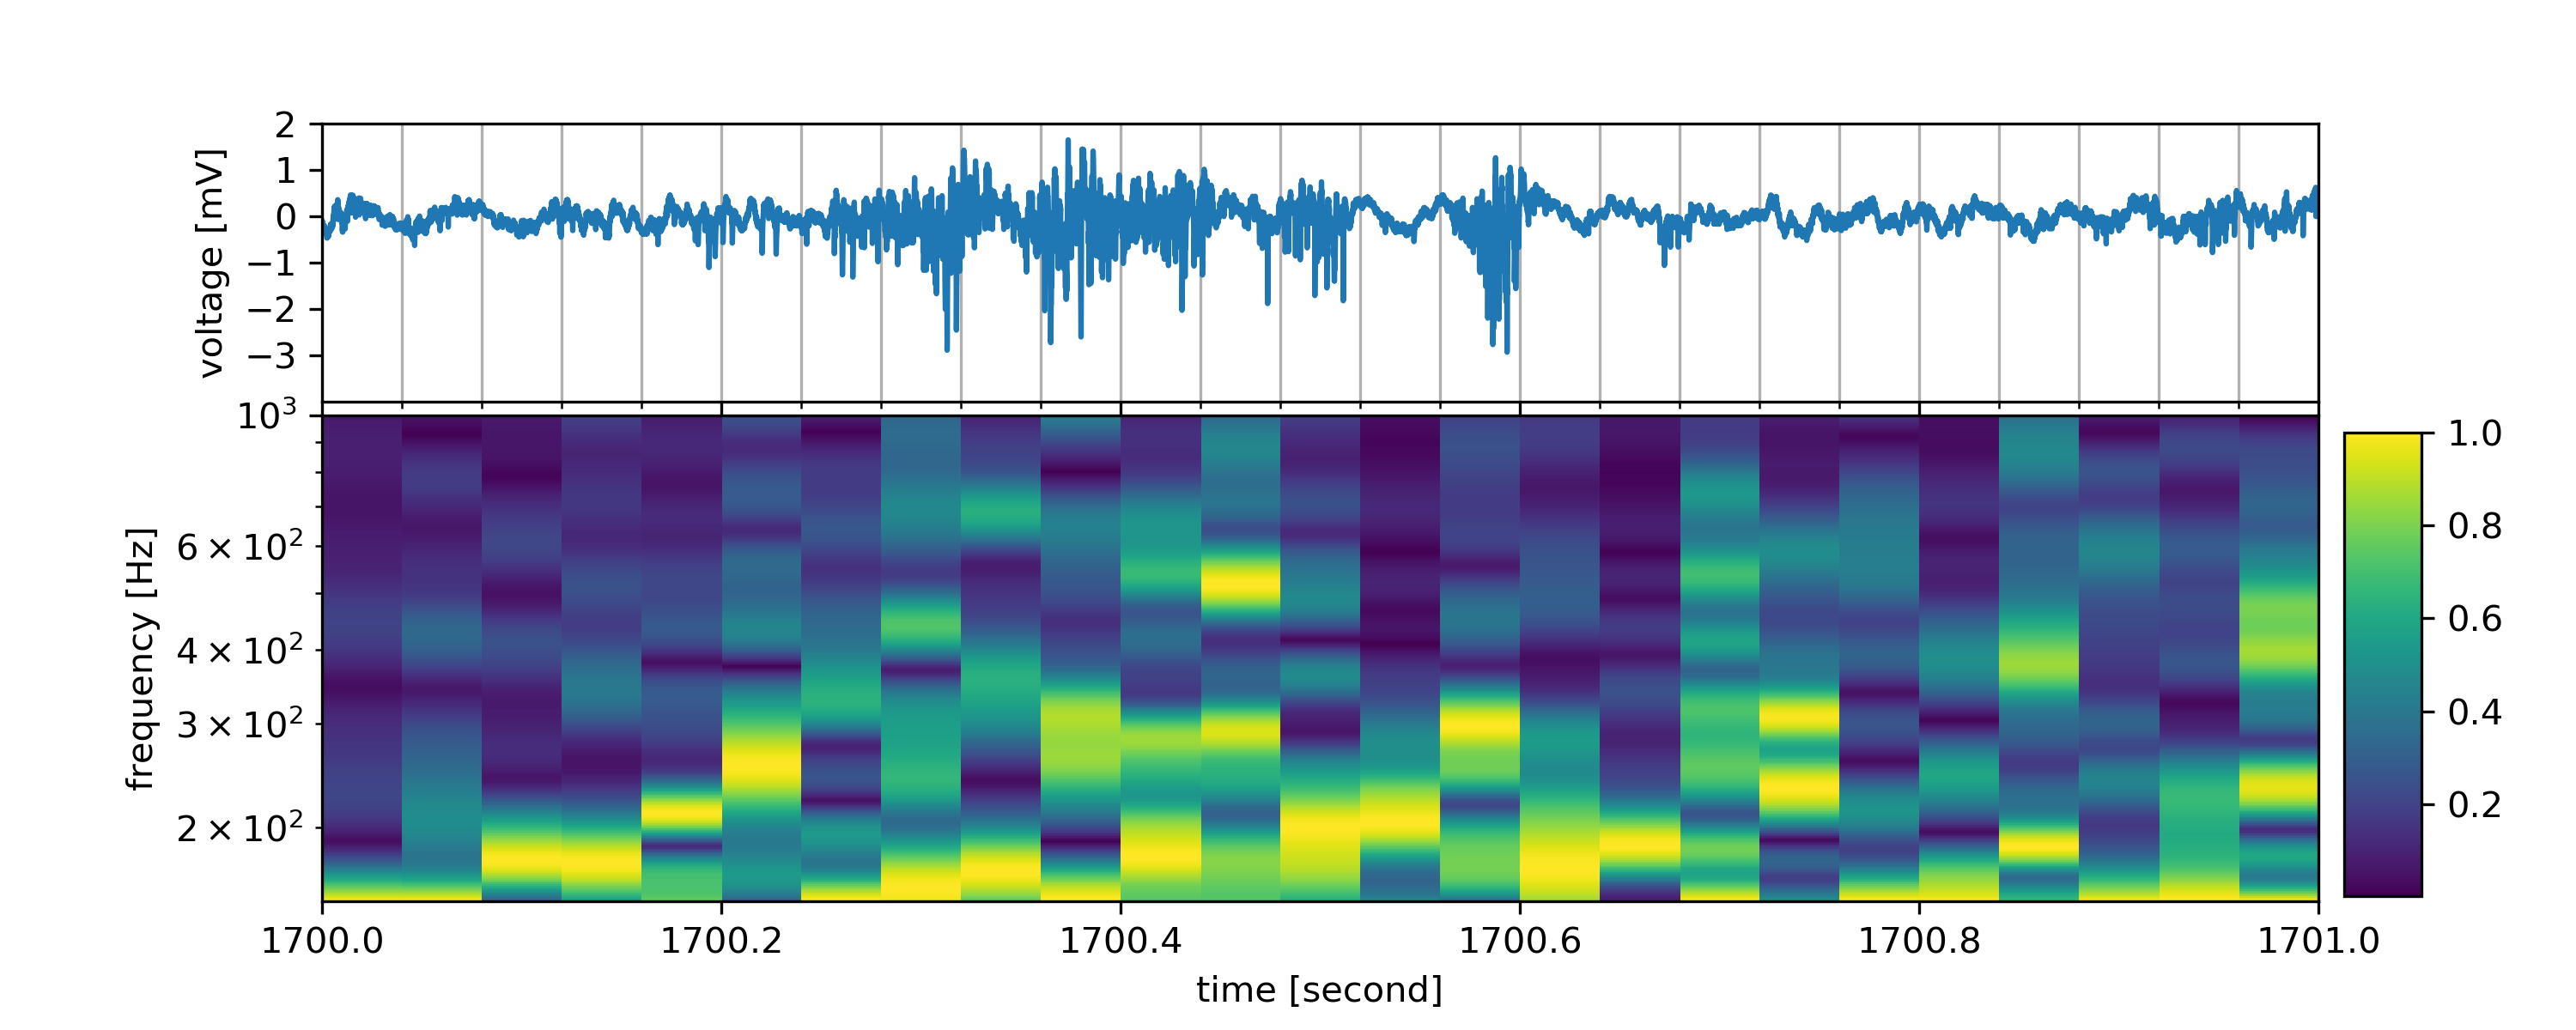 voltage [mV]
2
1
0
−1
−2
−3
frequency [Hz]
10³
6 × 10²
4 × 10²
3 × 10²
2 × 10²
1700.0 1700.2 1700.4 1700.6 1700.8 1701.0
time [second]
1.0
0.8
0.6
0.4
0.2